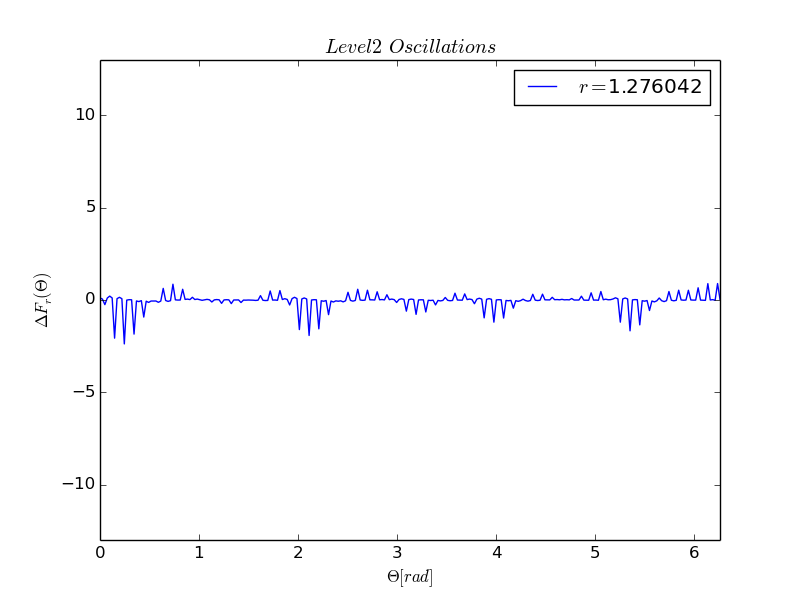 Level2 Oscillations
r=1.276042
10
5
0
−5
−10
ΔF_r(Θ)
0 1 2 3 4 5 6
Θ[rad]